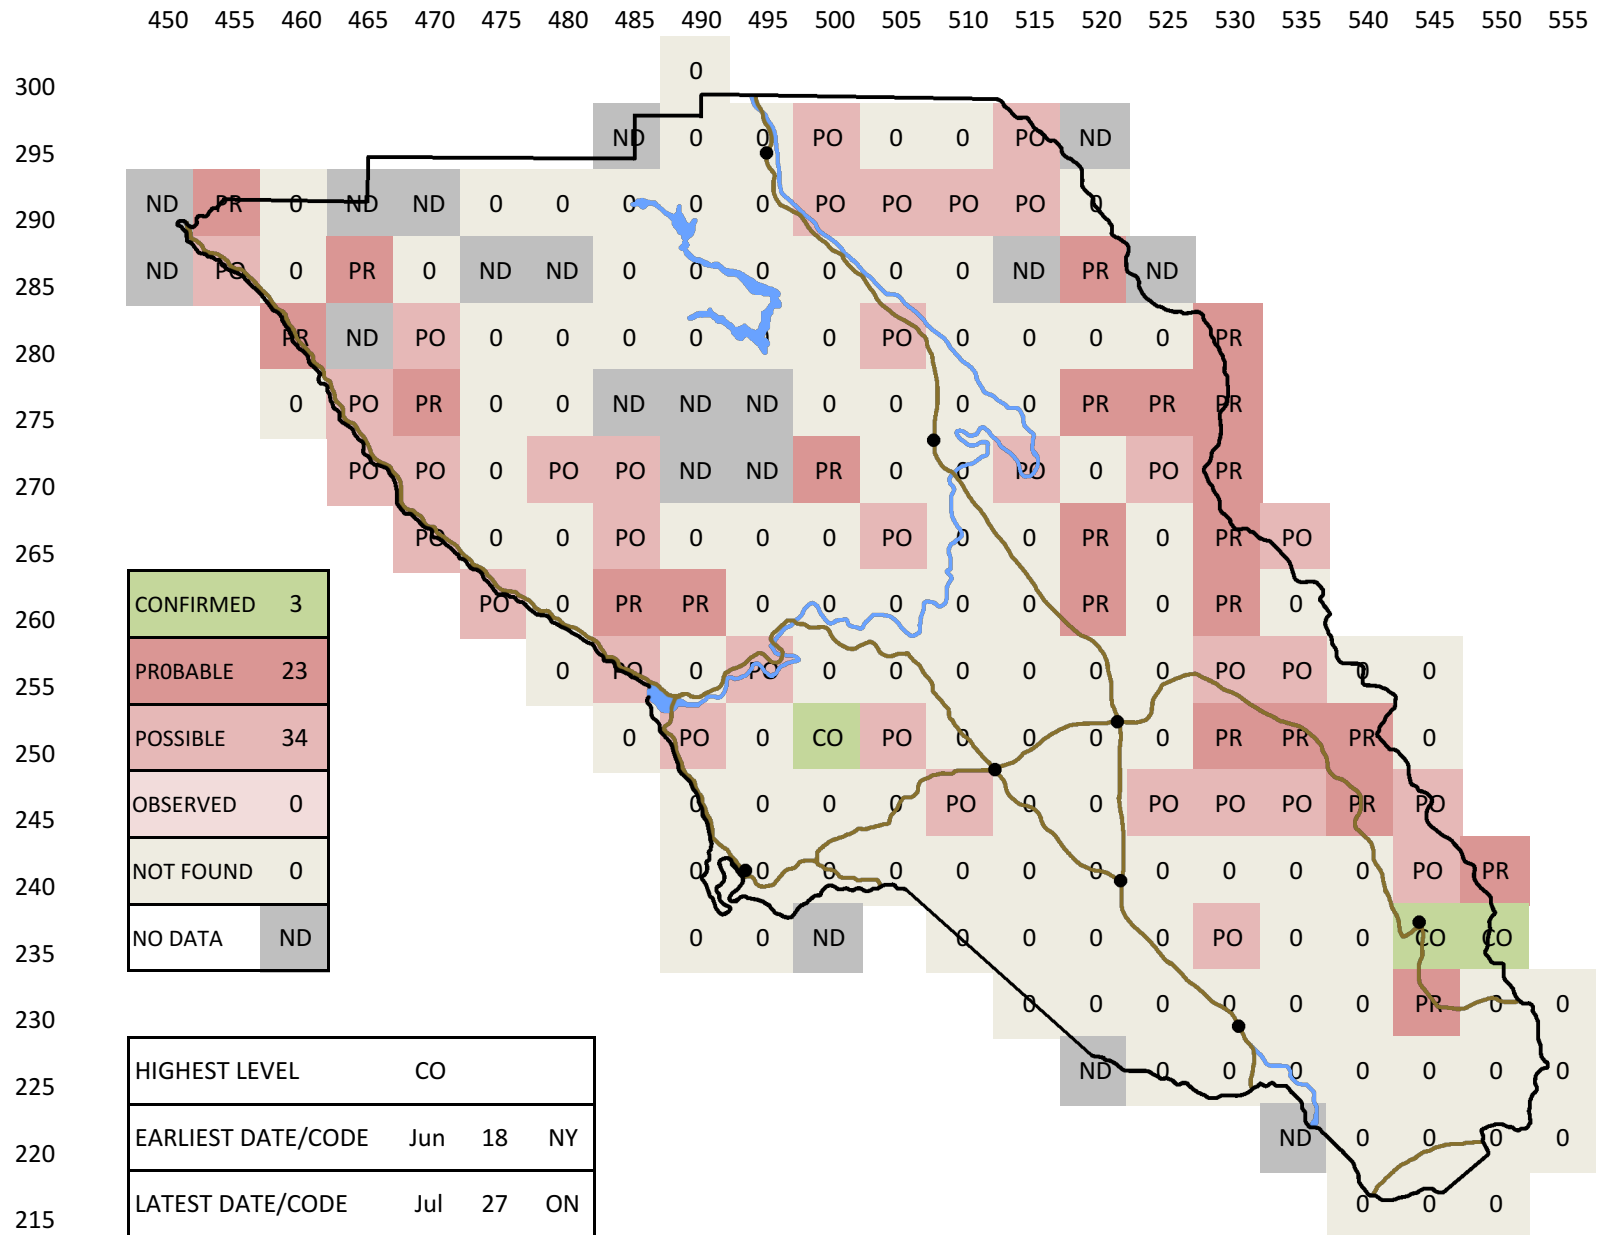 450 455 460 465 470 475 480 485 490 495 500 505 510 515 520 525 530 535 540 545 550 555
0
300
ND 0 0 PO 0 0 PO ND
295
ND PR 0 ND ND 0 0 0 0 0 PO PO PO PO 0
290
ND PO 0 PR 0 ND ND 0 0 0 0 0 0 ND PR ND
285
PR ND PO 0 0 0 0 0 0 PO 0 0 0 0 PR
280
0 PO PR 0 0 ND ND ND 0 0 0 0 PR PR PR
275
PO PO 0 PO PO ND ND PR 0 0 PO 0 PO PR
270
PO 0 0 PO 0 0 0 PO 0 0 PR 0 PR PO
265
CONFIRMED 3 PO 0 PR PR 0 0 0 0 0 PR 0 PR 0
260
PR0BABLE 23 0 PO 0 PO 0 0 0 0 0 0 PO PO 0 0
255
POSSIBLE 34 0 PO 0 CO PO 0 0 0 0 PR PR PR 0
250
OBSERVED 0 0 0 0 0 PO 0 0 PO PO PO PR PO
245
NOT FOUND 0 0 0 0 0 0 0 0 0 0 0 0 PO PR
240
NO DATA ND 0 0 ND 0 0 0 0 PO 0 0 CO CO
235
0 0 0 0 0 0 PR 0 0
230
HIGHEST LEVEL CO ND 0 0 0 0 0 0 0
225
EARLIEST DATE/CODE Jun 18 NY ND 0 0 0 0
220
LATEST DATE/CODE Jul 27 ON 0 0 0
215